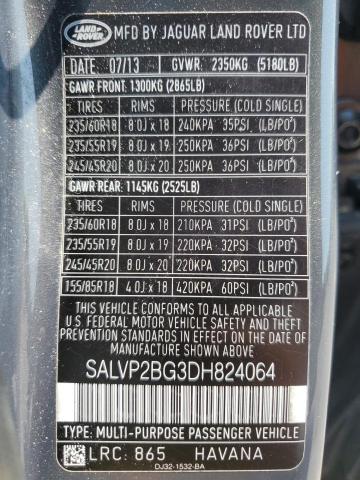 LAND ROVER
MFD BY JAGUAR LAND ROVER LTD
DATE: 07/13 GVWR: 2350KG (5180LB)
GAWR FRONT: 1300KG (2865LB)
TIRES RIMS PRESSURE (COLD SINGLE)
235/60R18 8.0J x 18 240KPA 35PSI (LB/PO²)
235/55R19 8.0J x 19 250KPA 36PSI (LB/PO²)
245/45R20 8.0J x 20 250KPA 36PSI (LB/PO²)
GAWR REAR: 1145KG (2525LB)
TIRES RIMS PRESSURE (COLD SINGLE)
235/60R18 8.0J x 18 210KPA 31PSI (LB/PO²)
235/55R19 8.0J x 19 220KPA 32PSI (LB/PO²)
245/45R20 8.0J x 20 220KPA 32PSI (LB/PO²)
155/85R18 4.0J x 18 420KPA 60PSI (LB/PO²)
THIS VEHICLE CONFORMS TO ALL APPLICABLE
U.S FEDERAL MOTOR VEHICLE SAFETY STANDARDS
IN EFFECT ON THE DATE OF MANUFACTURE
SHOWN ABOVE
SALVP2BG3DH824064
TYPE: MULTI-PURPOSE PASSENGER VEHICLE
LRC: 865 HAVANA
DJ32-1532-BA